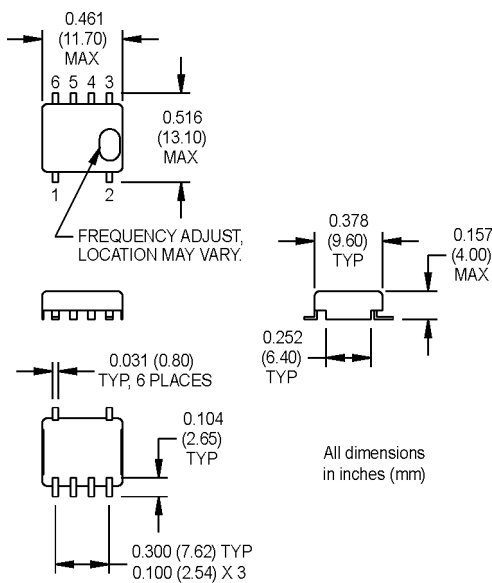 0.461
(11.70)
MAX
6 5 4 3
0.516
(13.10)
MAX
1 2
FREQUENCY ADJUST,
LOCATION MAY VARY.
0.378
(9.60)
TYP
0.157
(4.00)
MAX
0.252
(6.40)
TYP
0.031 (0.80)
TYP, 6 PLACES
0.104
(2.65)
TYP
All dimensions
in inches (mm)
0.300 (7.62) TYP
0.100 (2.54) X 3